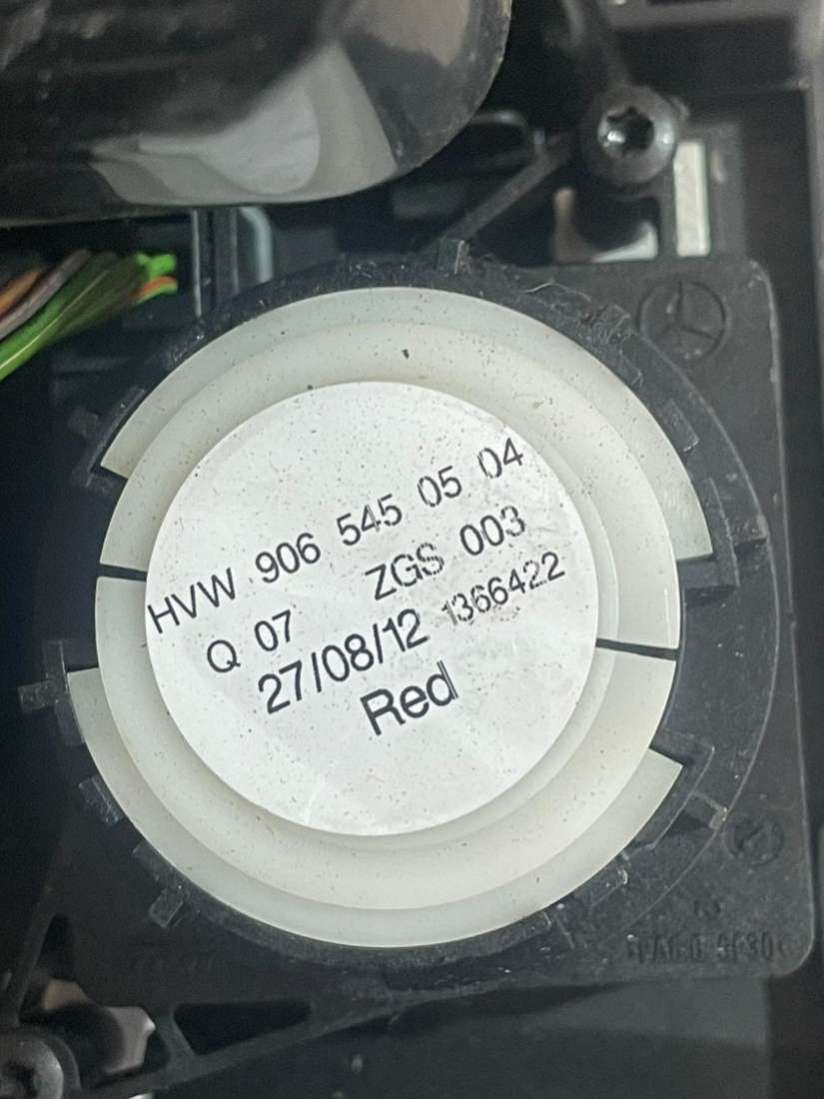 HVW 906 545 05 04
Q 07 ZGS 003
27/08/12 1366422
Red